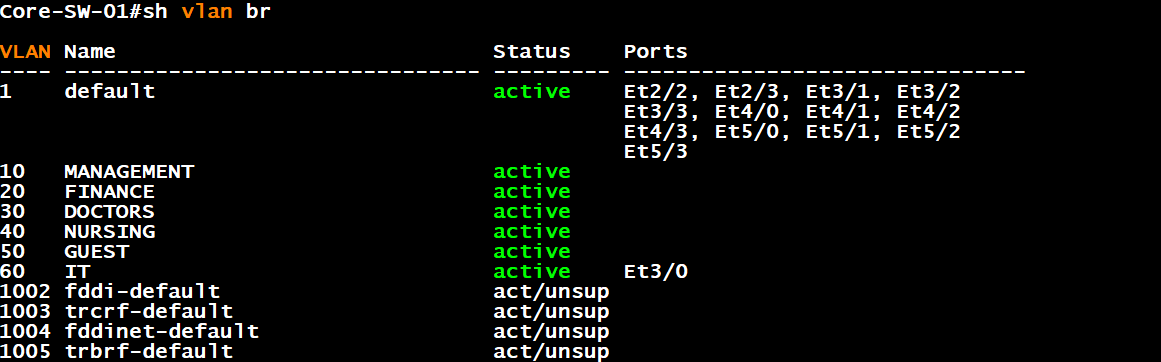 Core-SW-01#sh vlan br
VLAN Name Status Ports
---- -------------------------------- --------- -------------------------------
1 default active Et2/2, Et2/3, Et3/1, Et3/2
Et3/3, Et4/0, Et4/1, Et4/2
Et4/3, Et5/0, Et5/1, Et5/2
Et5/3
10 MANAGEMENT active
20 FINANCE active
30 DOCTORS active
40 NURSING active
50 GUEST active
60 IT active Et3/0
1002 fddi-default act/unsup
1003 trcrf-default act/unsup
1004 fddinet-default act/unsup
1005 trbrf-default act/unsup